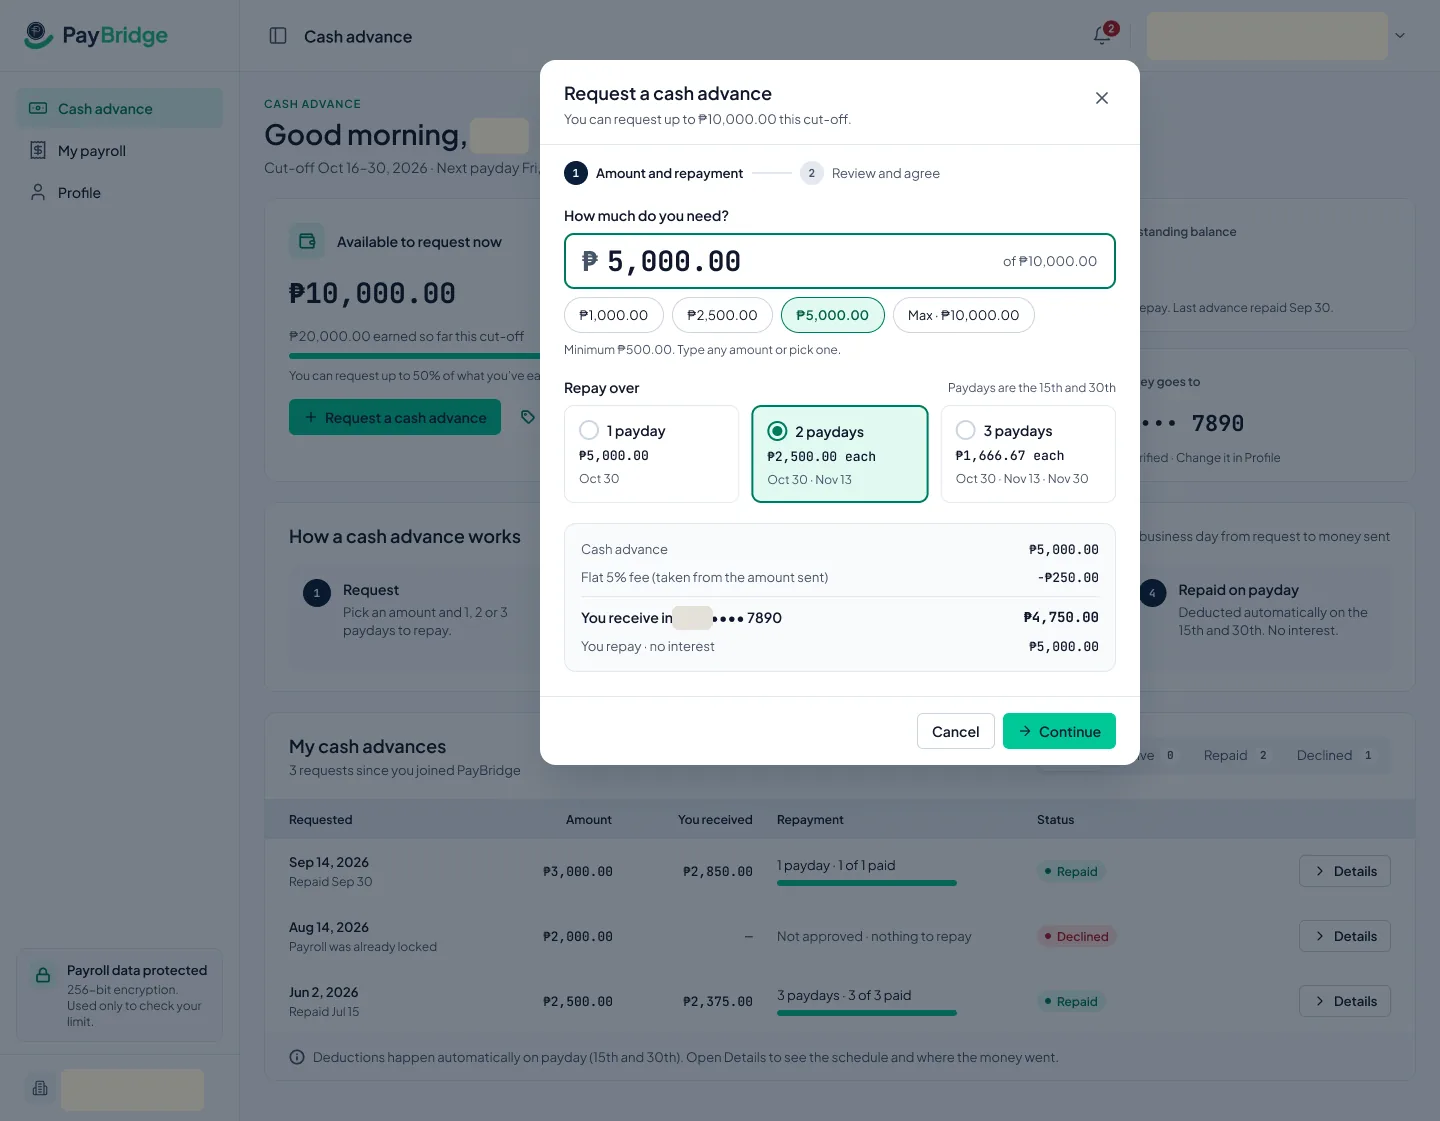 PayBridge
Cash advance
2
Cash advance
My payroll
Profile
CASH ADVANCE
Good morning,
Cut-off Oct 16–30, 2026 · Next payday Fri,
Available to request now
₱10,000.00
₱20,000.00 earned so far this cut-off
You can request up to 50% of what you've ea
+ Request a cash advance
standing balance
epay. Last advance repaid Sep 30.
ey goes to
••• 7890
rified · Change it in Profile
How a cash advance works
business day from request to money sent
1 Request
Pick an amount and 1, 2 or 3
paydays to repay.
4 Repaid on payday
Deducted automatically on the
15th and 30th. No interest.
Request a cash advance
You can request up to ₱10,000.00 this cut-off.
1 Amount and repayment
2 Review and agree
How much do you need?
₱ 5,000.00 of ₱10,000.00
₱1,000.00 ₱2,500.00 ₱5,000.00 Max · ₱10,000.00
Minimum ₱500.00. Type any amount or pick one.
Repay over Paydays are the 15th and 30th
1 payday
₱5,000.00
Oct 30
2 paydays
₱2,500.00 each
Oct 30 · Nov 13
3 paydays
₱1,666.67 each
Oct 30 · Nov 13 · Nov 30
Cash advance ₱5,000.00
Flat 5% fee (taken from the amount sent) -₱250.00
You receive in •••• 7890 ₱4,750.00
You repay · no interest ₱5,000.00
Cancel Continue
My cash advances
3 requests since you joined PayBridge
ve 0 Repaid 2 Declined 1
Requested Amount You received Repayment Status
Sep 14, 2026
Repaid Sep 30
₱3,000.00 ₱2,850.00 1 payday · 1 of 1 paid Repaid Details
Aug 14, 2026
Payroll was already locked
₱2,000.00 – Not approved · nothing to repay Declined Details
Jun 2, 2026
Repaid Jul 15
₱2,500.00 ₱2,375.00 3 paydays · 3 of 3 paid Repaid Details
Deductions happen automatically on payday (15th and 30th). Open Details to see the schedule and where the money went.
Payroll data protected
256-bit encryption.
Used only to check your
limit.